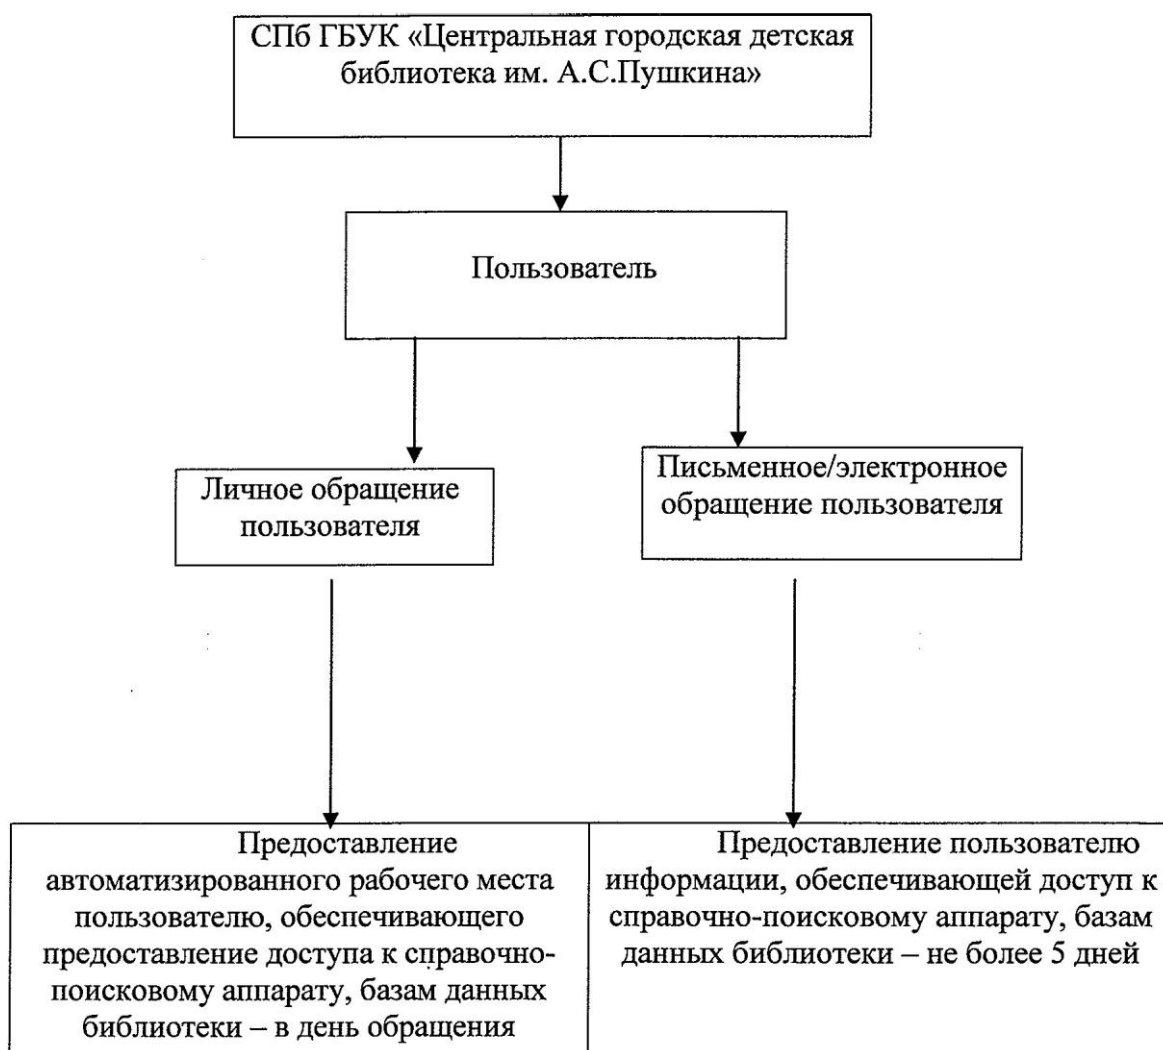 СПб ГБУК «Центральная городская детская
библиотека им. А.С.Пушкина»
Пользователь
Личное обращение
пользователя
Письменное/электронное
обращение пользователя
Предоставление
автоматизированного рабочего места
пользователю, обеспечивающего
предоставление доступа к справочно-
поисковому аппарату, базам данных
библиотеки – в день обращения
Предоставление пользователю
информации, обеспечивающей доступ к
справочно-поисковому аппарату, базам
данных библиотеки – не более 5 дней